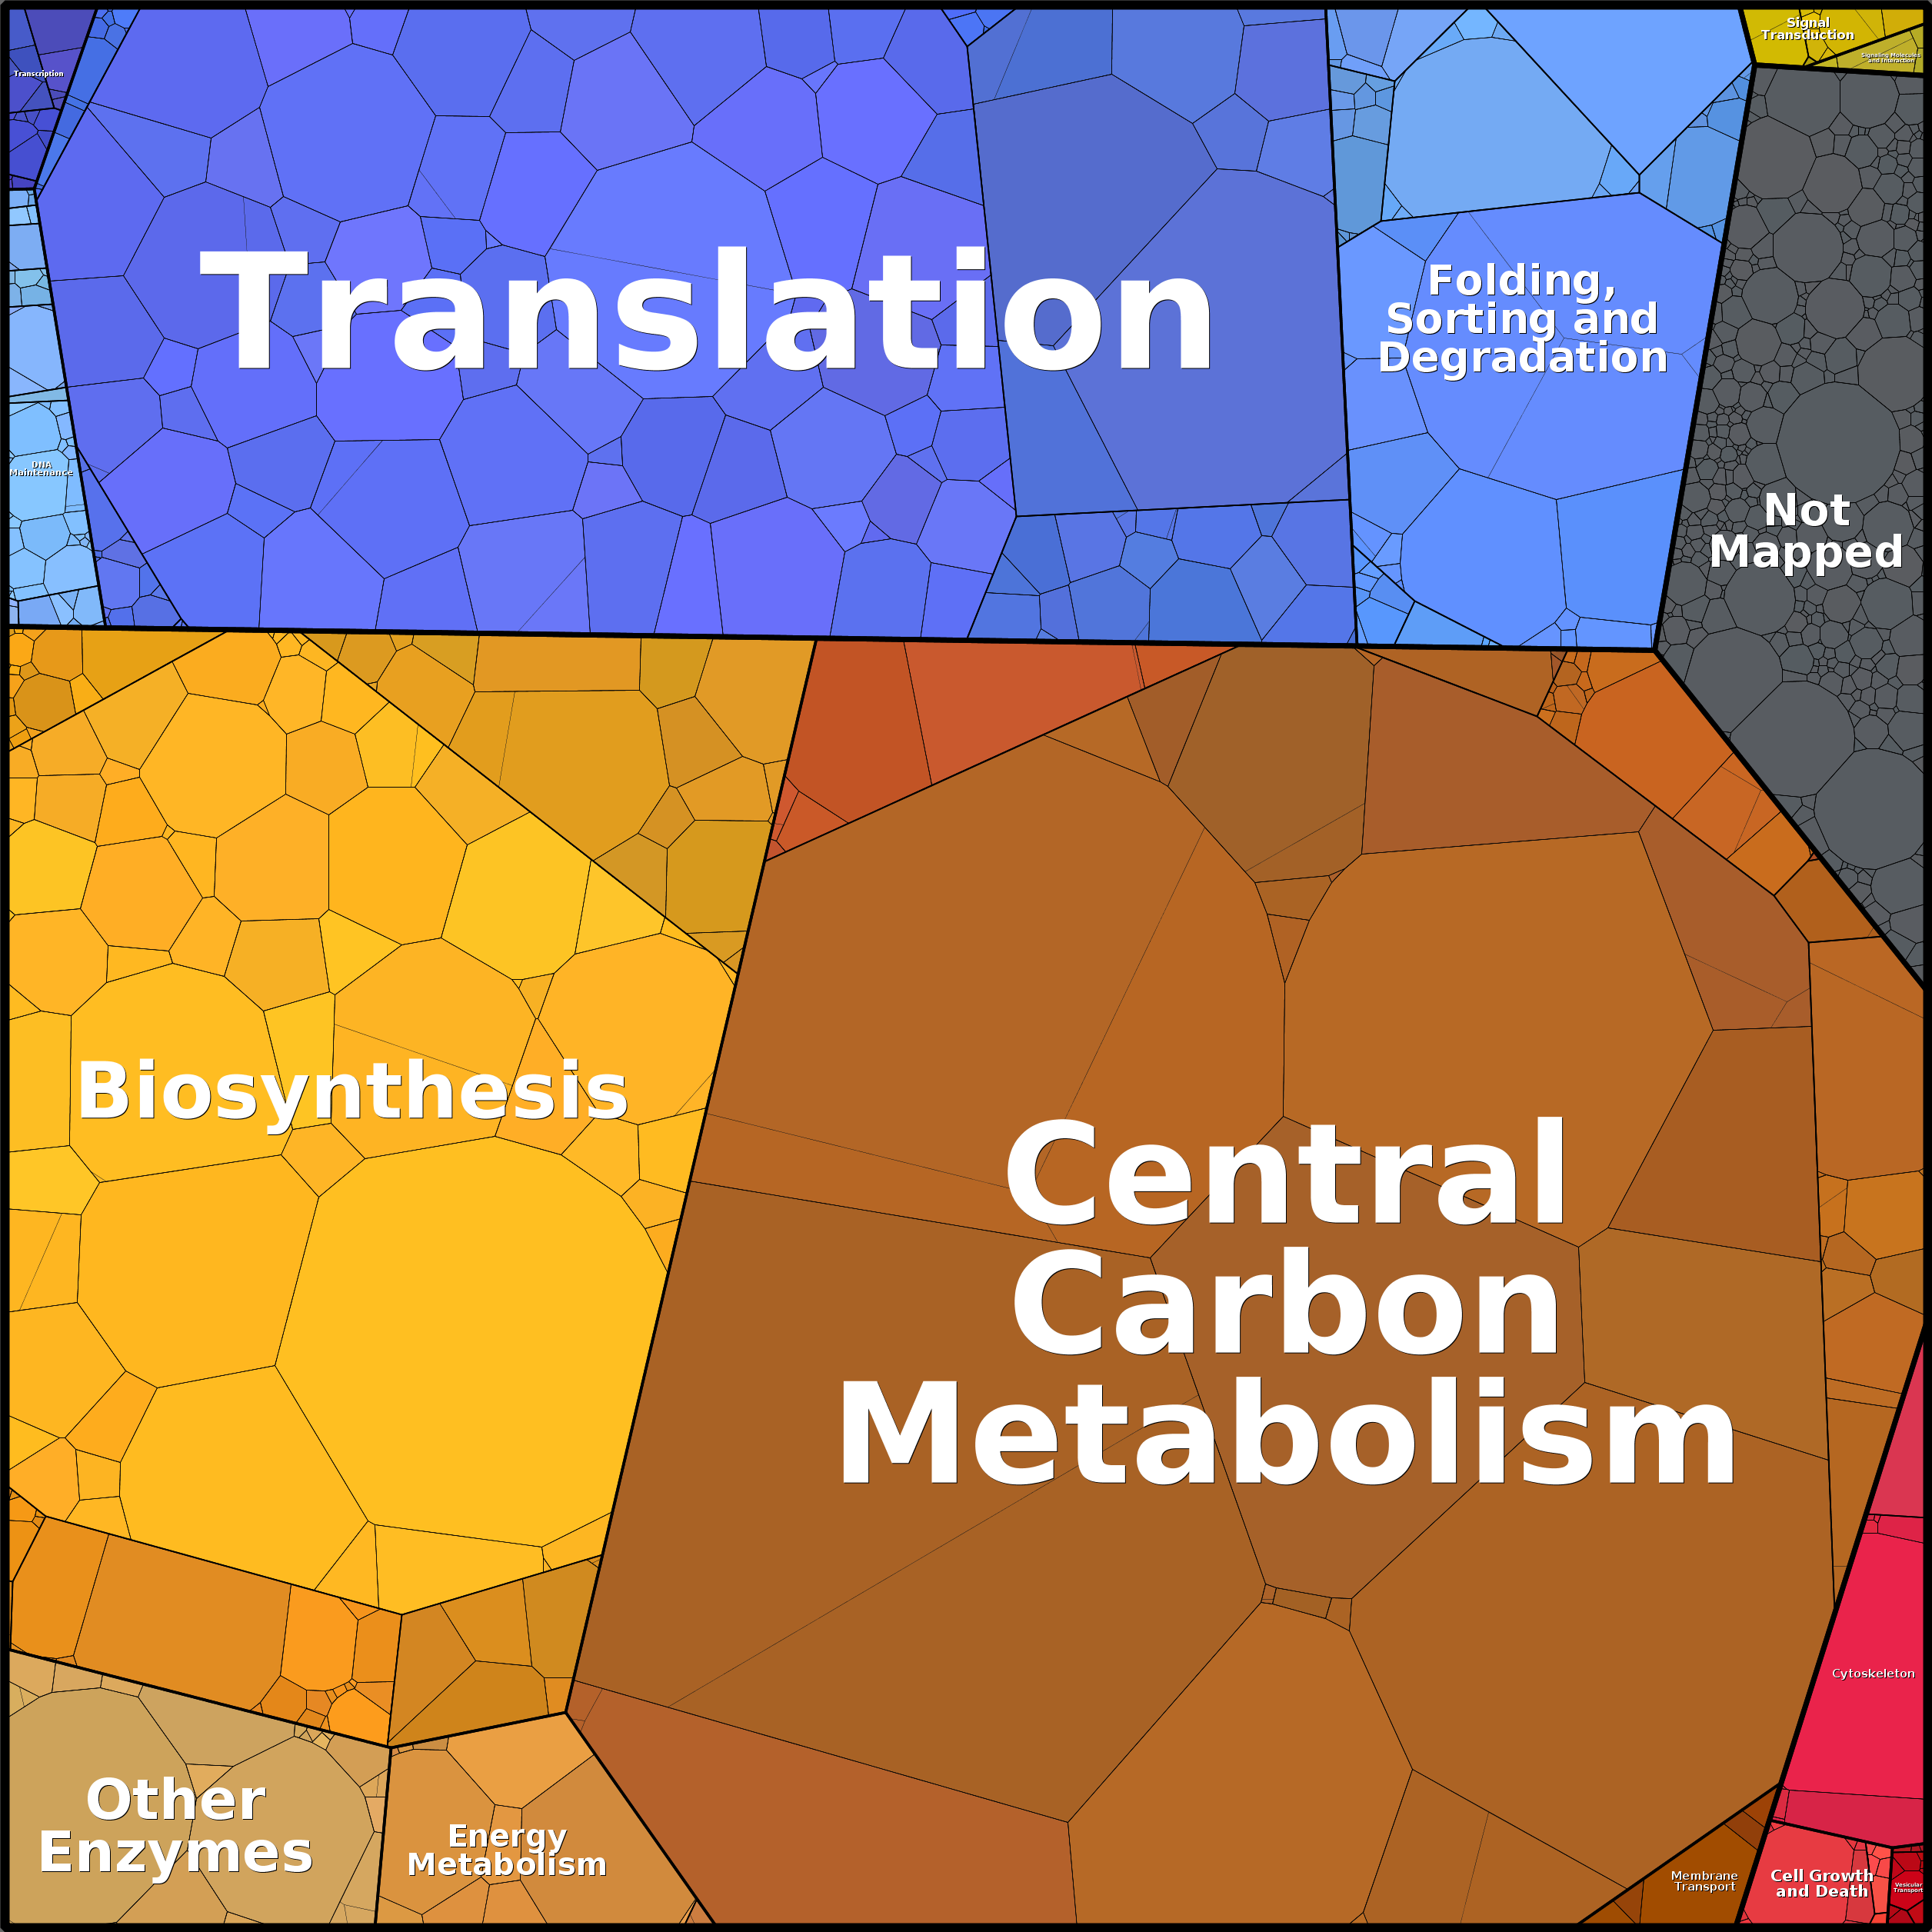 Signal
Transduction
Signaling Molecules
and Interaction
Transcription
Translation
Folding,
Sorting and
Degradation
DNA
Maintenance
Not
Mapped
Biosynthesis
Central
Carbon
Metabolism
Cytoskeleton
Other
Enzymes
Energy
Metabolism
Membrane
Transport
Cell Growth
and Death
Vesicular
Transport